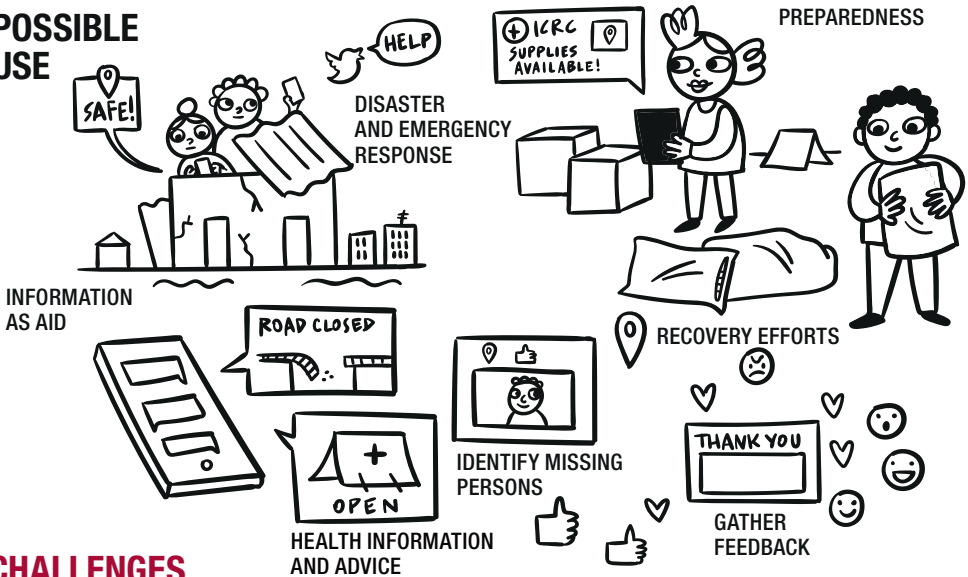 POSSIBLE
USE
SAFE!
HELP
DISASTER
AND EMERGENCY
RESPONSE
ICRC
SUPPLIES
AVAILABLE!
PREPAREDNESS
INFORMATION
AS AID
ROAD CLOSED
OPEN
HEALTH INFORMATION
AND ADVICE
IDENTIFY MISSING
PERSONS
RECOVERY EFFORTS
THANK YOU
GATHER
FEEDBACK
CHALLENGES